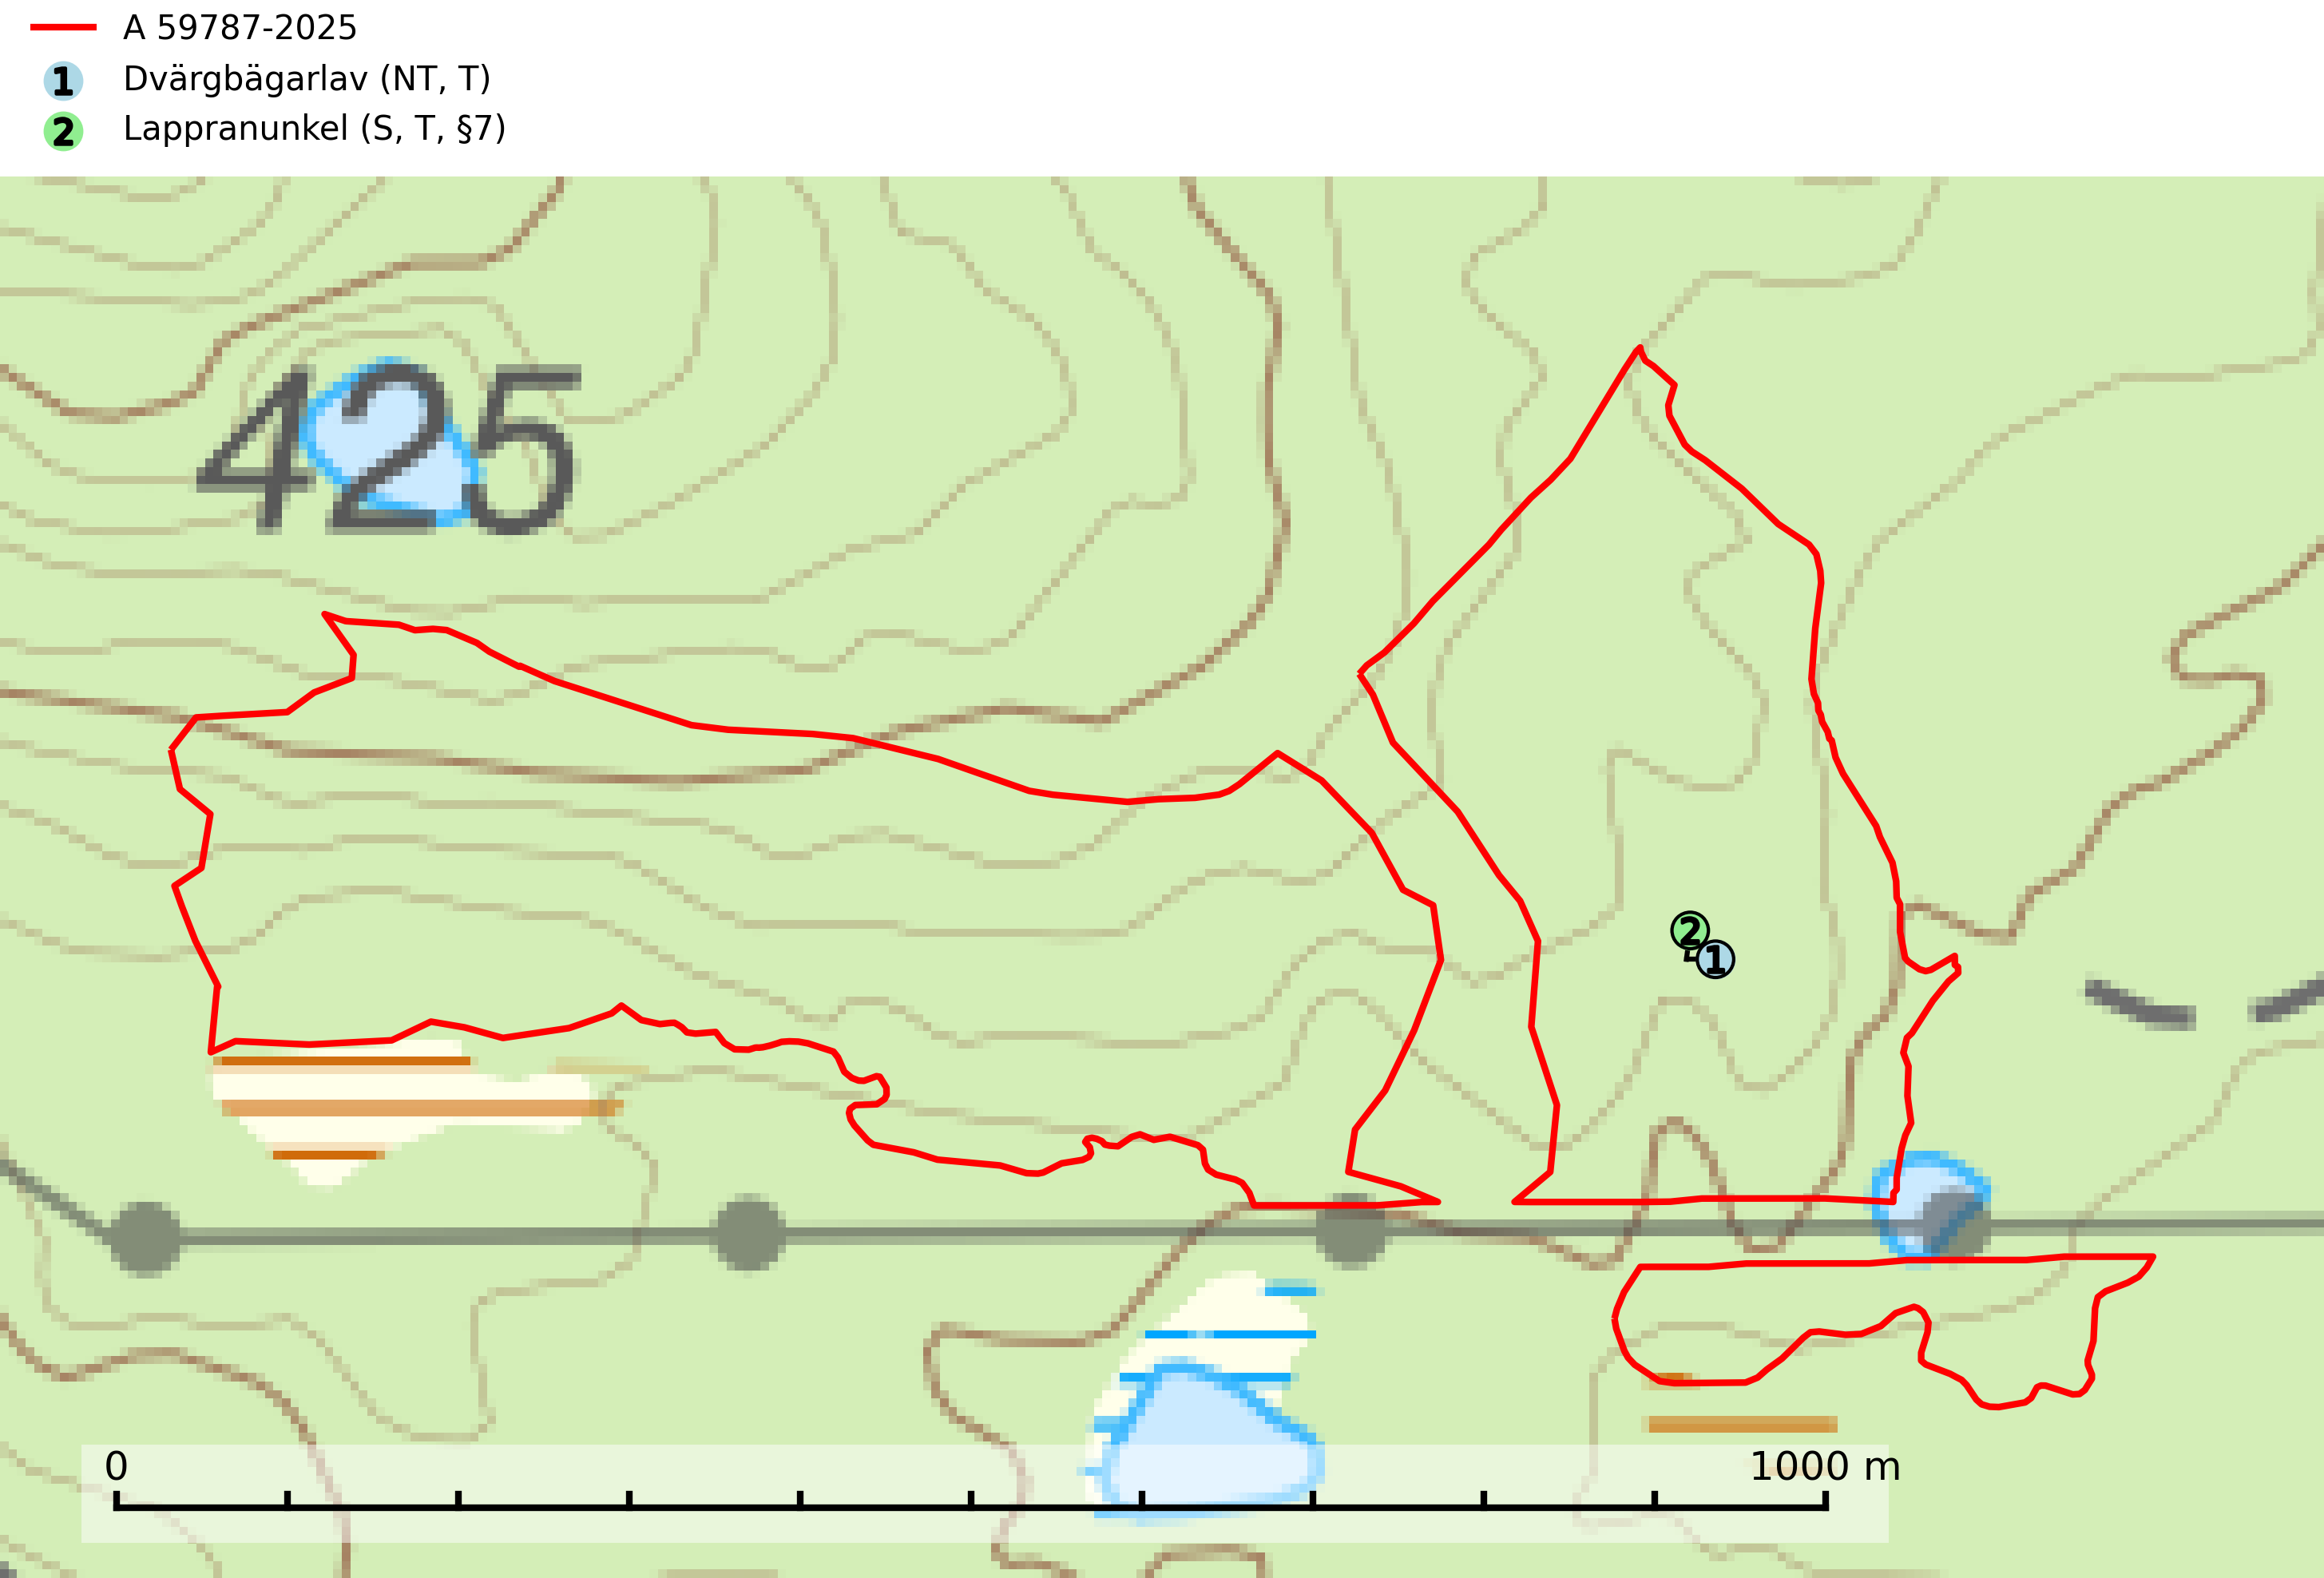 A 59787-2025
1 Dvärgbägarlav (NT, T)
2 Lappranunkel (S, T, §7)
425
2
1
0 1000 m